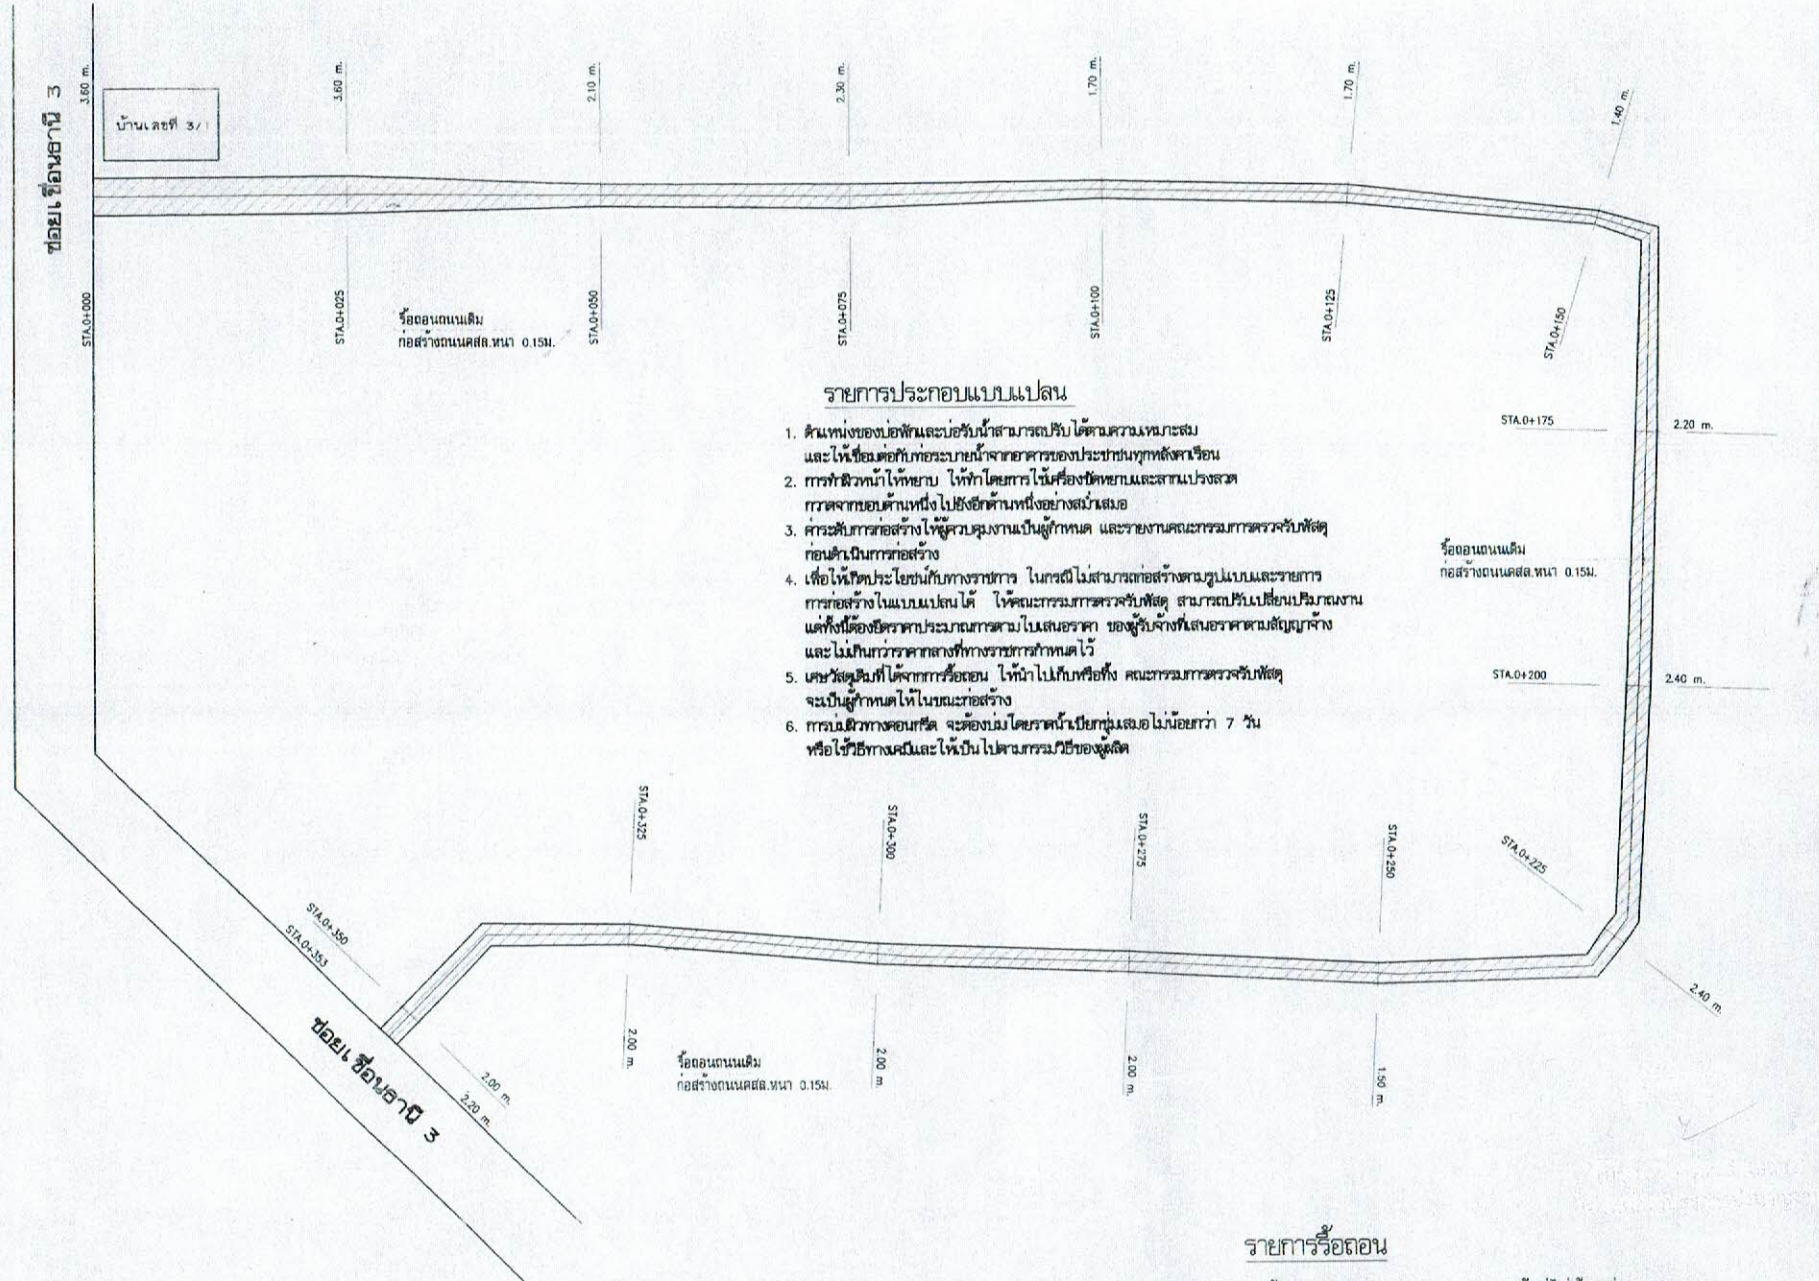 ซอยเขื่อนธานี 3
3.60 m.
3.60 m.
2.10 m.
2.30 m.
1.70 m.
1.70 m.
1.40 m.
บ้านเลขที่ 3/1
STA.0+000
STA.0+025
STA.0+050
STA.0+075
STA.0+100
STA.0+125
STA.0+150
รื้อถอนถนนเดิม
ก่อสร้างถนนคสล.หนา 0.15ม.
รายการประกอบแบบแปลน
1. ตำแหน่งของบ่อพักและบ่อรับน้ำสามารถปรับได้ตามความเหมาะสม
และให้เชื่อมต่อกับท่อระบายน้ำจากอาคารของประชาชนทุกหลังคาเรือน
2. การทำผิวหน้าให้หยาบ ให้ทำโดยการใช้เครื่องขัดหยาบและลากแปรงลวด
กวาดจากขอบด้านหนึ่งไปยังอีกด้านหนึ่งอย่างสม่ำเสมอ
3. ค่าระดับการก่อสร้างให้ผู้ควบคุมงานเป็นผู้กำหนด และรายงานคณะกรรมการตรวจรับพัสดุ
ก่อนดำเนินการก่อสร้าง
4. เพื่อให้เกิดประโยชน์กับทางราชการ ในกรณีไม่สามารถก่อสร้างตามรูปแบบและรายการ
การก่อสร้างในแบบแปลนได้ ให้คณะกรรมการตรวจรับพัสดุ สามารถปรับเปลี่ยนปริมาณงาน
แต่ทั้งนี้ต้องยึดราคาประมาณการตามใบเสนอราคา ของผู้รับจ้างที่เสนอราคาตามสัญญาจ้าง
และไม่เกินกว่าราคากลางที่ทางราชการกำหนดไว้
5. เศษวัสดุเดิมที่ได้จากการรื้อถอน ให้นำไปเก็บหรือทิ้ง คณะกรรมการตรวจรับพัสดุ
จะเป็นผู้กำหนดให้ในขณะก่อสร้าง
6. การบ่มผิวทางคอนกรีต จะต้องบ่มโดยราดน้ำเปียกชุ่มเสมอไม่น้อยกว่า 7 วัน
หรือใช้วิธีทางเคมีและให้เป็นไปตามกรรมวิธีของผู้ผลิต
STA.0+175
2.20 m.
รื้อถอนถนนเดิม
ก่อสร้างถนนคสล.หนา 0.15ม.
STA.0+200
2.40 m.
STA.0+325
STA.0+300
STA.0+275
STA.0+250
STA.0+225
STA.0+350
STA.0+353
2.40 m.
ซอยเขื่อนธานี 3
2.00 m.
2.20 m.
2.00 m.
2.00 m.
2.00 m.
1.50 m.
รื้อถอนถนนเดิม
ก่อสร้างถนนคสล.หนา 0.15ม.
รายการรื้อถอน